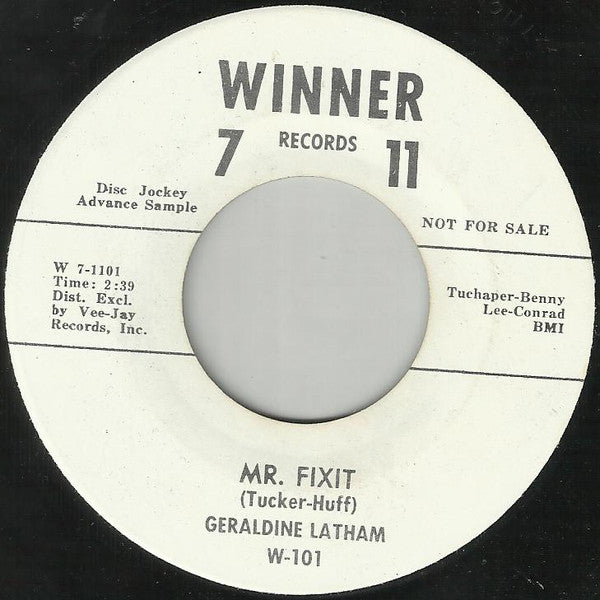 WINNER
7 RECORDS 11
Disc Jockey
Advance Sample
NOT FOR SALE
W 7-1101
Time: 2:39
Dist. Excl.
by Vee-Jay
Records, Inc.
Tuchaper-Benny
Lee-Conrad
BMI
MR. FIXIT
(Tucker-Huff)
GERALDINE LATHAM
W-101